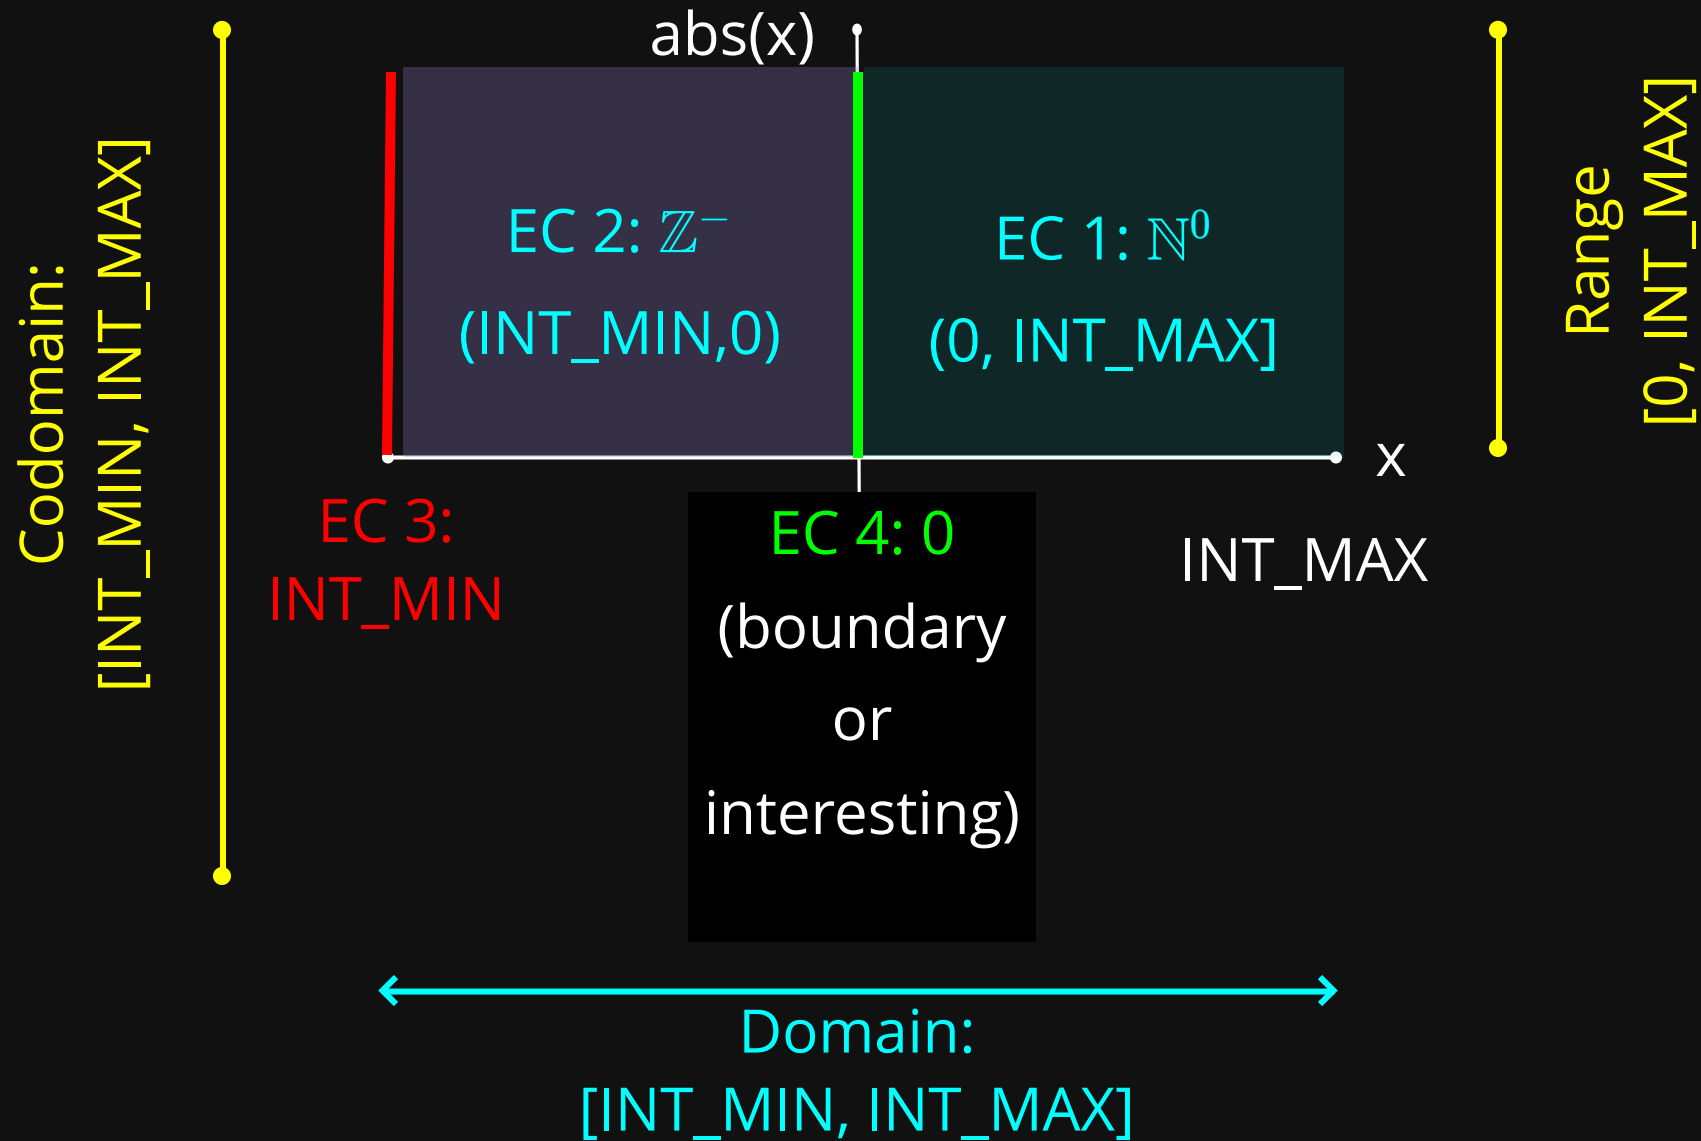 abs(x)
Codomain:
[INT_MIN, INT_MAX]
EC 2: ℤ⁻
(INT_MIN,0)
EC 1: ℕ⁰
(0, INT_MAX]
Range
[0, INT_MAX]
x
EC 3:
INT_MIN
EC 4: 0
(boundary
or
interesting)
INT_MAX
Domain:
[INT_MIN, INT_MAX]